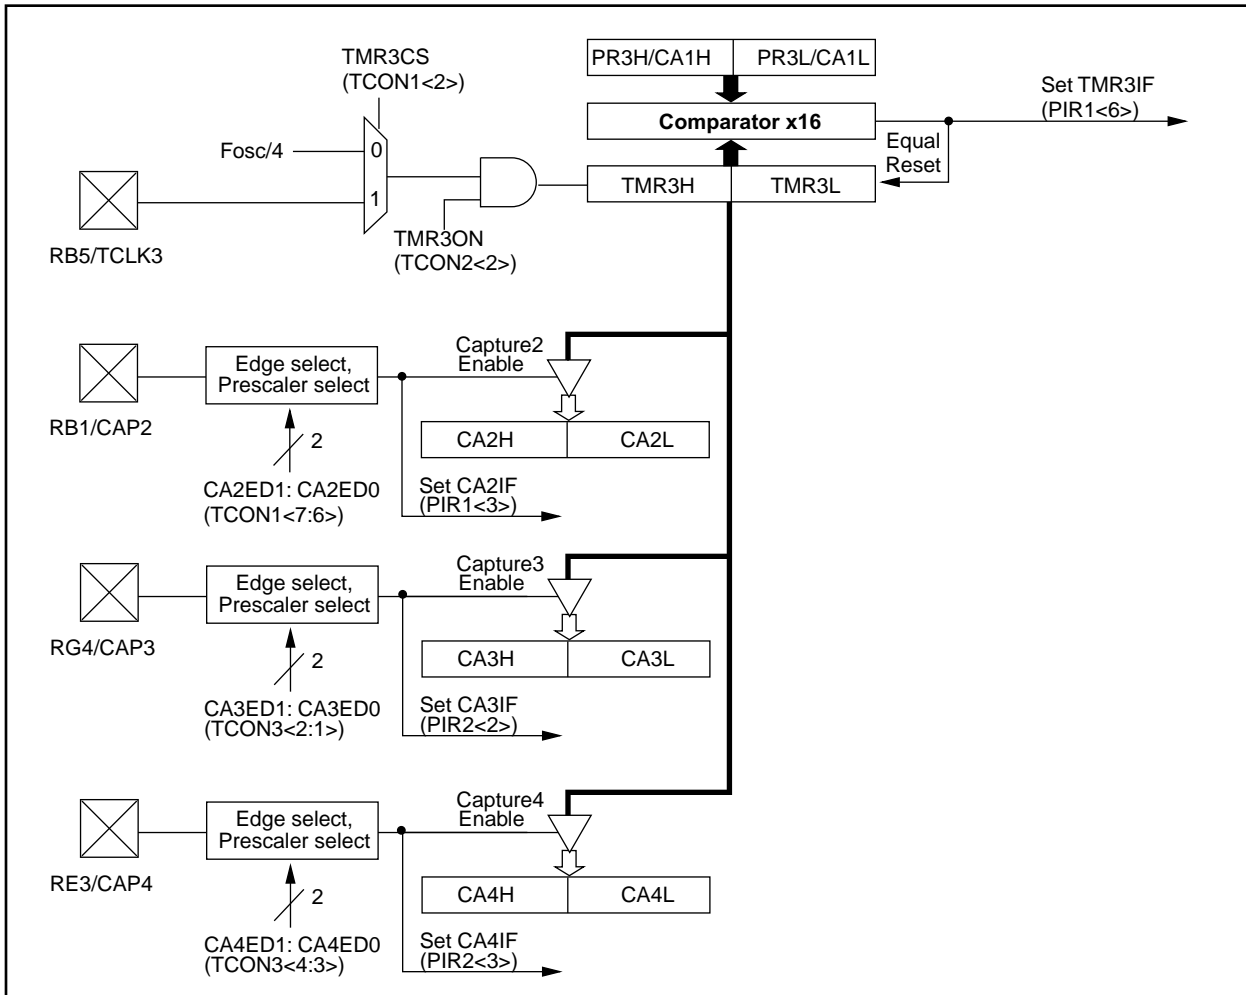 TMR3CS
(TCON1<2>)
PR3H/CA1H PR3L/CA1L
Set TMR3IF
(PIR1<6>)
Comparator x16
Fosc/4
0
Equal
Reset
1
TMR3H TMR3L
RB5/TCLK3
TMR3ON
(TCON2<2>)
Capture2
Enable
Edge select,
Prescaler select
RB1/CAP2
2
CA2H CA2L
CA2ED1: CA2ED0
(TCON1<7:6>)
Set CA2IF
(PIR1<3>)
Capture3
Enable
Edge select,
Prescaler select
RG4/CAP3
2
CA3H CA3L
CA3ED1: CA3ED0
(TCON3<2:1>)
Set CA3IF
(PIR2<2>)
Capture4
Enable
Edge select,
Prescaler select
RE3/CAP4
2
CA4H CA4L
CA4ED1: CA4ED0
(TCON3<4:3>)
Set CA4IF
(PIR2<3>)